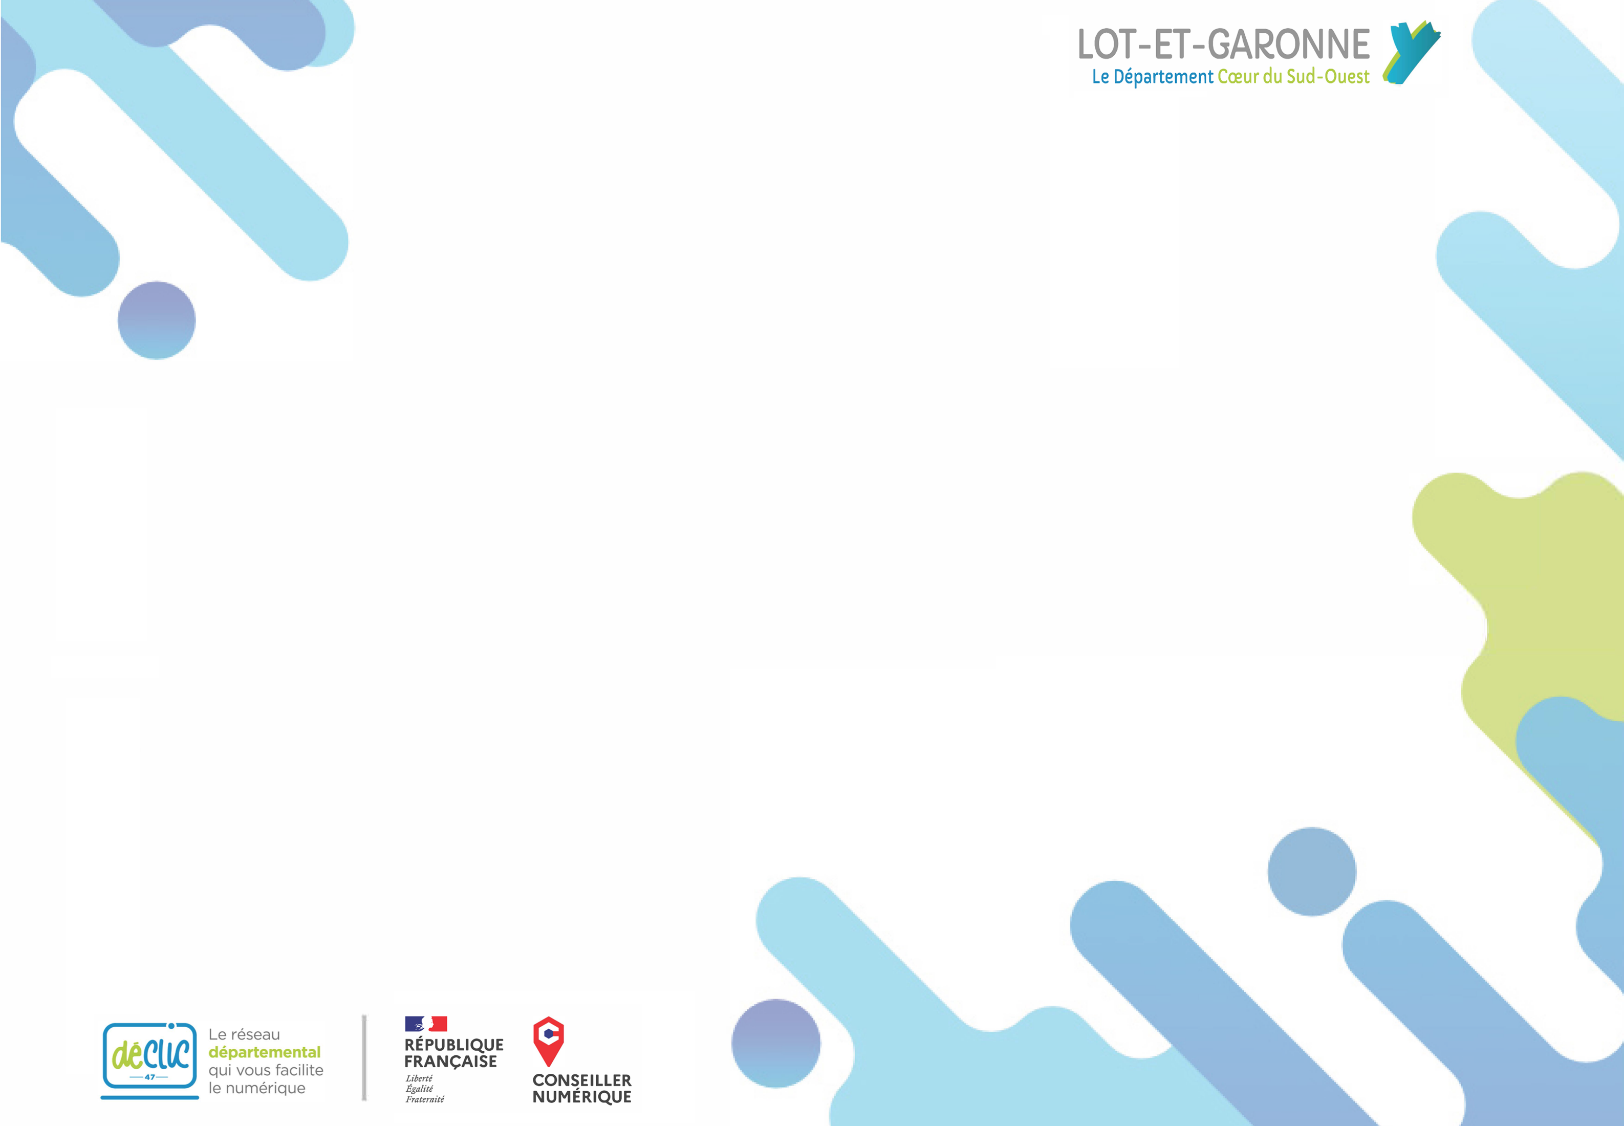 LOT-ET-GARONNE
Le Département Cœur du Sud-Ouest
déCLIC
47
Le réseau
départemental
qui vous facilite
le numérique
RÉPUBLIQUE
FRANÇAISE
Liberté
Égalité
Fraternité
CONSEILLER
NUMÉRIQUE